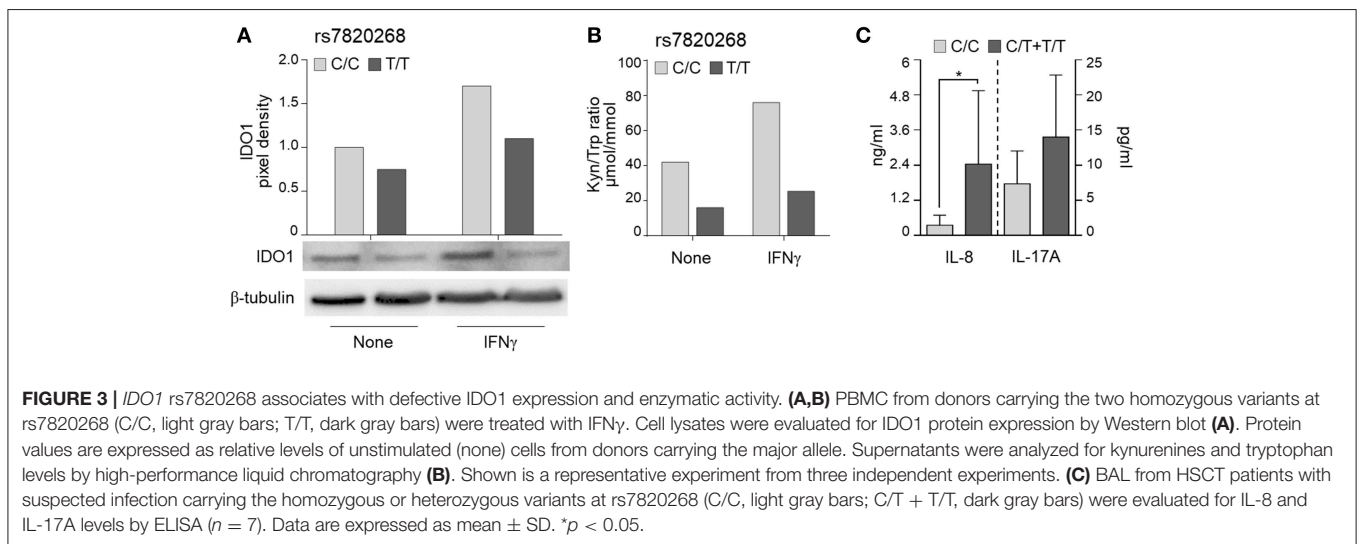 A
rs7820268
C/C T/T
2.0
1.5
1.0
0.5
0
IDO1
pixel density
IDO1
β-tubulin
None IFNγ
B
rs7820268
C/C T/T
100
80
60
40
20
0
Kyn/Trp ratio
μmol/mmol
None IFNγ
C
C/C C/T+T/T
6
4.8
3.6
2.4
1.2
0
ng/ml
*
25
20
15
10
5
0
pg/ml
IL-8 IL-17A
FIGURE 3 | IDO1 rs7820268 associates with defective IDO1 expression and enzymatic activity. (A,B) PBMC from donors carrying the two homozygous variants at
rs7820268 (C/C, light gray bars; T/T, dark gray bars) were treated with IFNγ. Cell lysates were evaluated for IDO1 protein expression by Western blot (A). Protein
values are expressed as relative levels of unstimulated (none) cells from donors carrying the major allele. Supernatants were analyzed for kynurenines and tryptophan
levels by high-performance liquid chromatography (B). Shown is a representative experiment from three independent experiments. (C) BAL from HSCT patients with
suspected infection carrying the homozygous or heterozygous variants at rs7820268 (C/C, light gray bars; C/T + T/T, dark gray bars) were evaluated for IL-8 and
IL-17A levels by ELISA (n = 7). Data are expressed as mean ± SD. *p < 0.05.